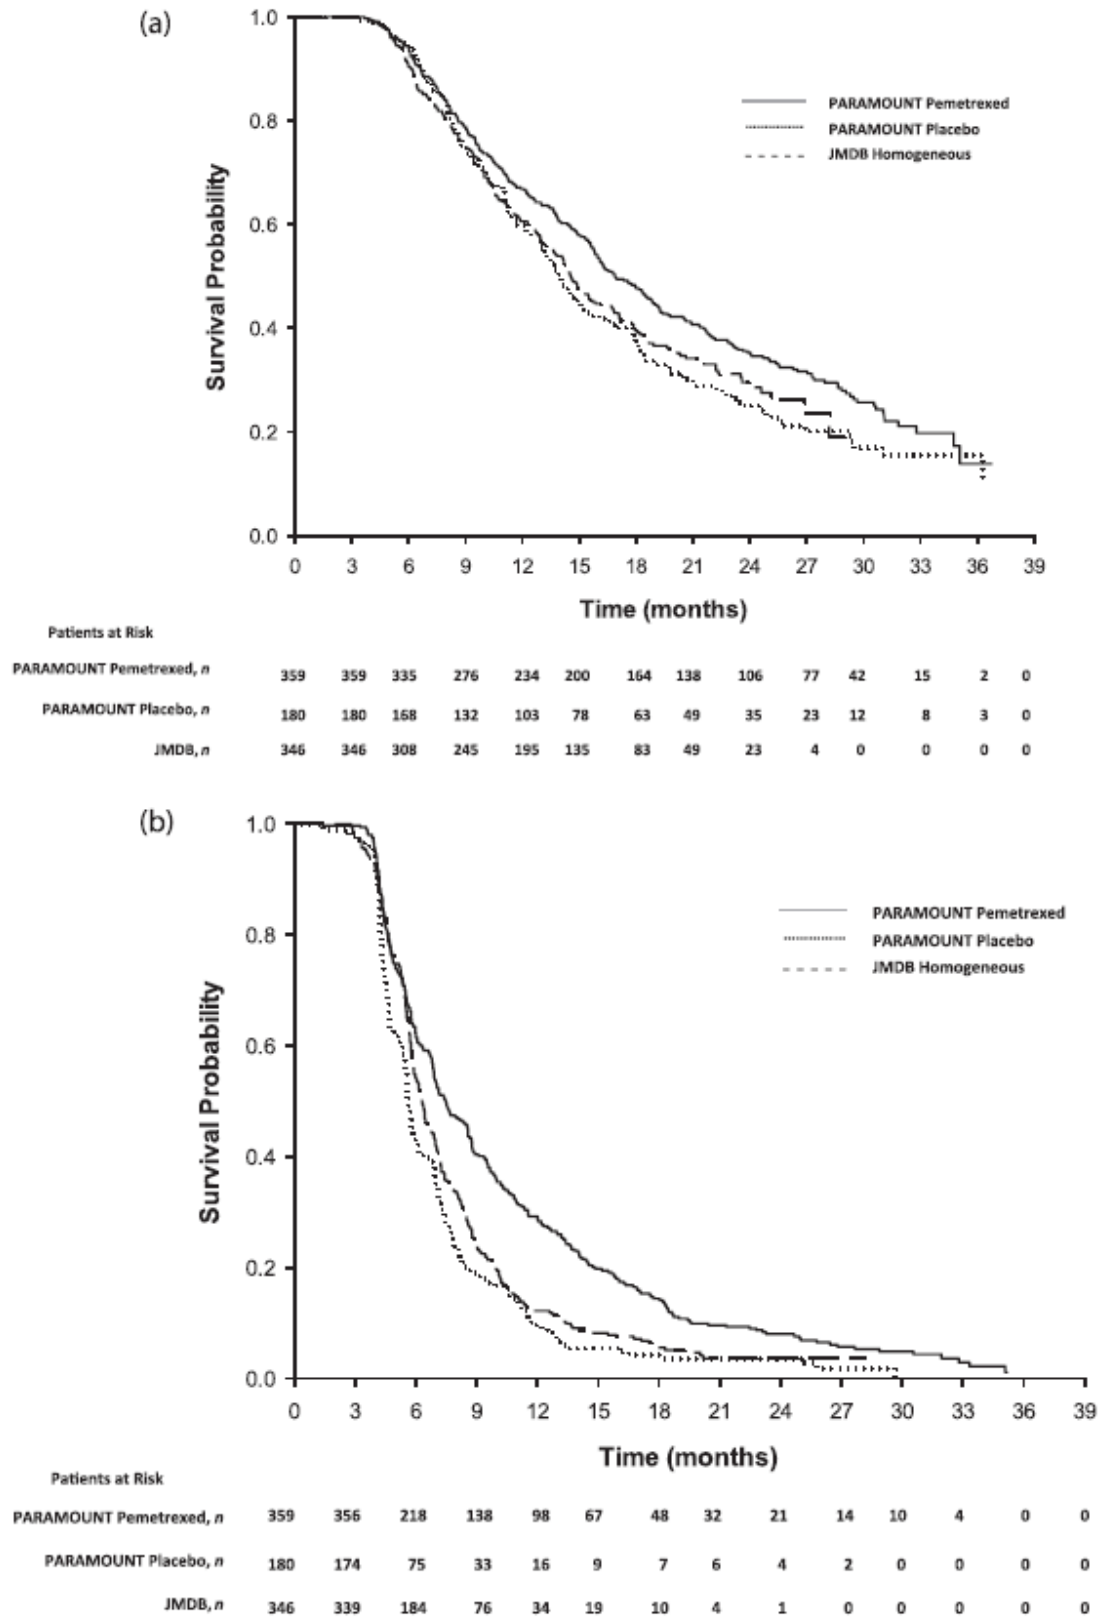 (a)
1.0
0.8
0.6
0.4
0.2
0.0
Survival Probability
PARAMOUNT Pemetrexed
PARAMOUNT Placebo
JMDB Homogeneous
0 3 6 9 12 15 18 21 24 27 30 33 36 39
Time (months)
Patients at Risk
PARAMOUNT Pemetrexed, n 359 359 335 276 234 200 164 138 106 77 42 15 2 0
PARAMOUNT Placebo, n 180 180 168 132 103 78 63 49 35 23 12 8 3 0
JMDB, n 346 346 308 245 195 135 83 49 23 4 0 0 0 0
(b)
1.0
0.8
0.6
0.4
0.2
0.0
Survival Probability
PARAMOUNT Pemetrexed
PARAMOUNT Placebo
JMDB Homogeneous
0 3 6 9 12 15 18 21 24 27 30 33 36 39
Time (months)
Patients at Risk
PARAMOUNT Pemetrexed, n 359 356 218 138 98 67 48 32 21 14 10 4 0 0
PARAMOUNT Placebo, n 180 174 75 33 16 9 7 6 4 2 0 0 0 0
JMDB, n 346 339 184 76 34 19 10 4 1 0 0 0 0 0